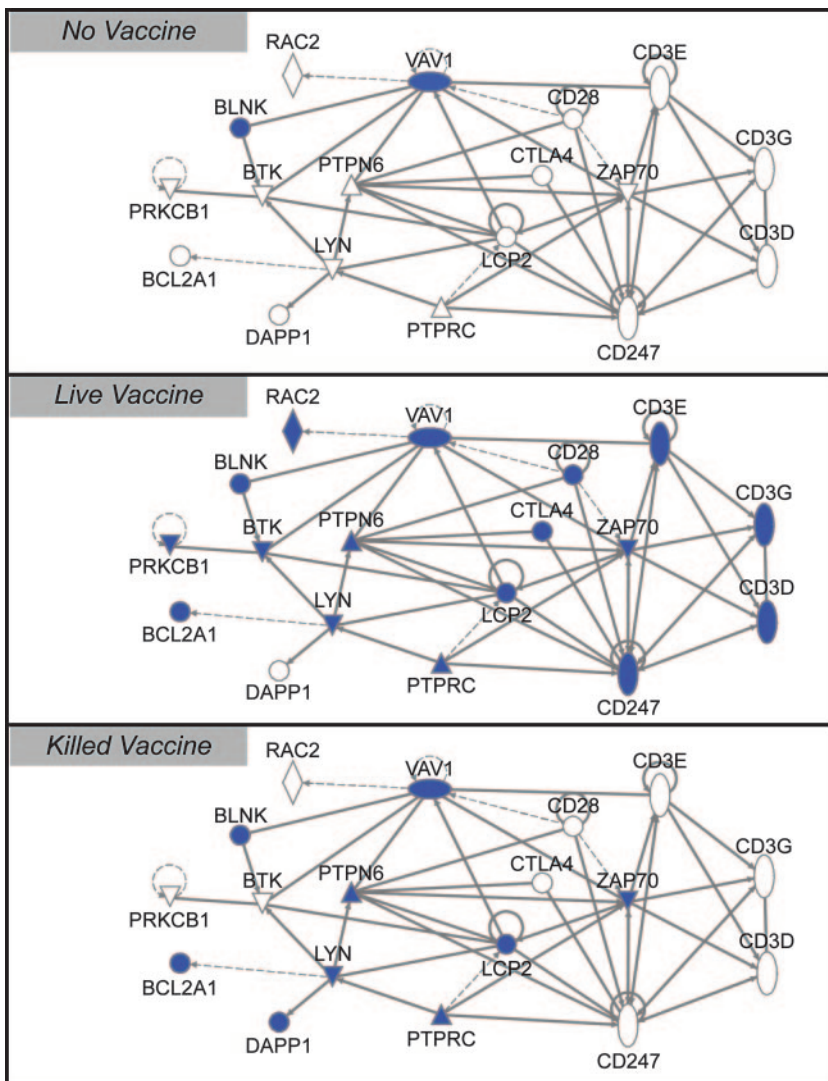 No Vaccine
RAC2
VAV1
CD3E
CD28
BLNK
CD3G
CTLA4
BTK
PTPN6
ZAP70
PRKCB1
LYN
CD3D
LCP2
BCL2A1
DAPP1
PTPRC
CD247
Live Vaccine
RAC2
VAV1
CD3E
CD28
BLNK
CD3G
CTLA4
BTK
PTPN6
ZAP70
PRKCB1
LYN
CD3D
LCP2
BCL2A1
DAPP1
PTPRC
CD247
Killed Vaccine
RAC2
VAV1
CD3E
CD28
BLNK
CD3G
CTLA4
BTK
PTPN6
ZAP70
PRKCB1
LYN
CD3D
LCP2
BCL2A1
DAPP1
PTPRC
CD247